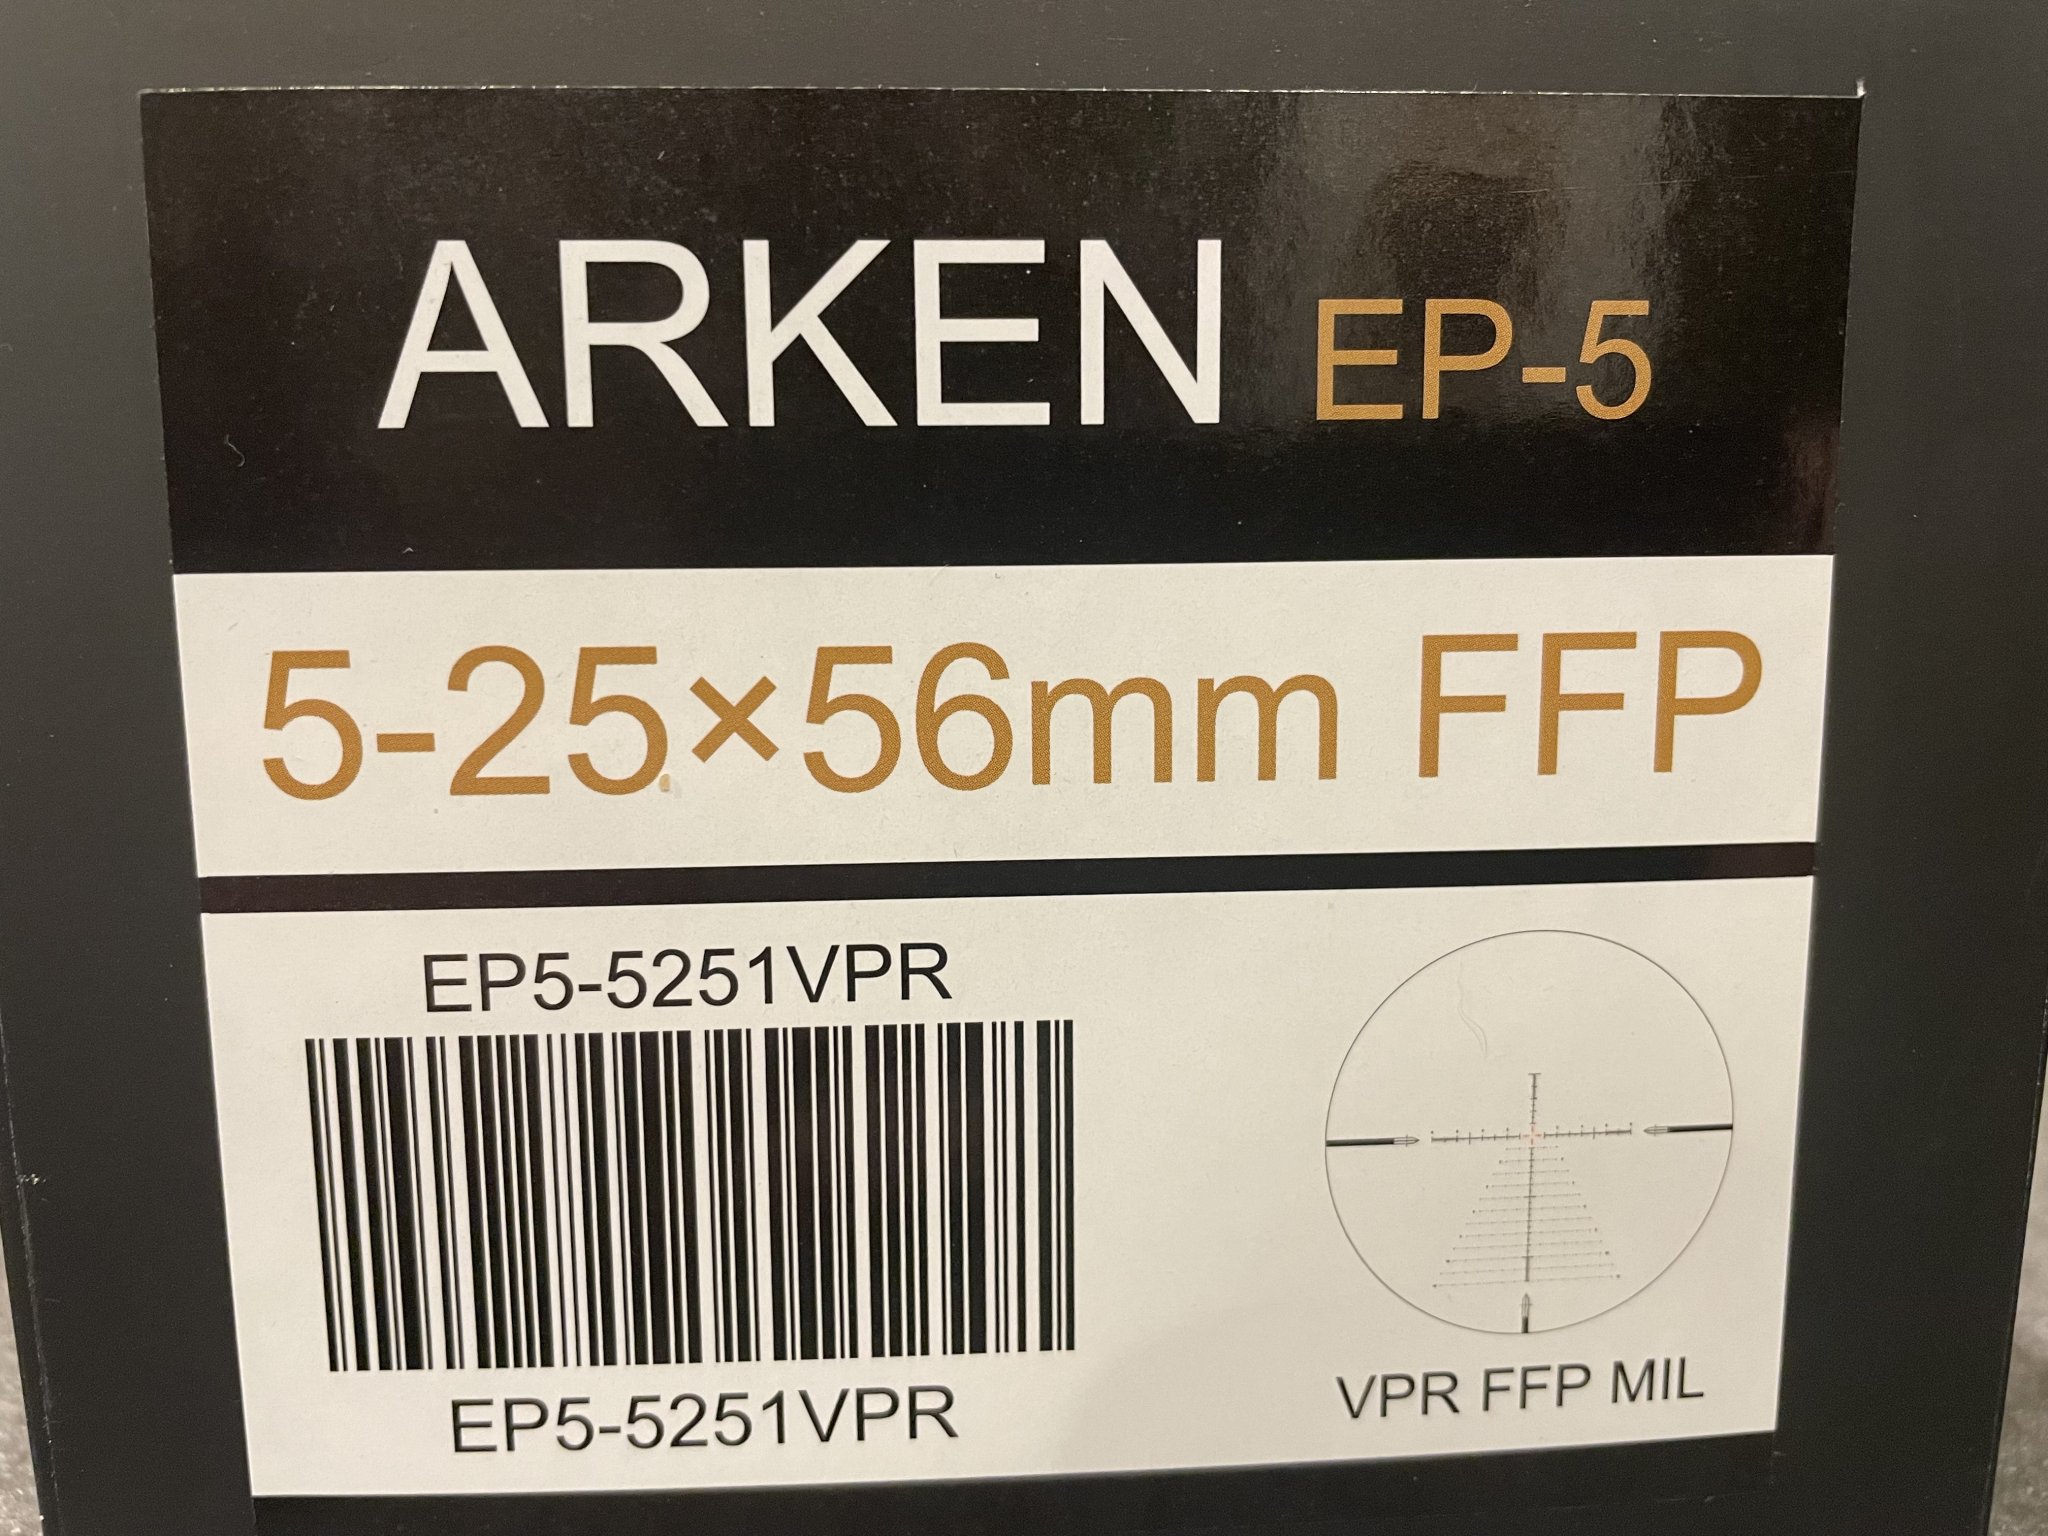 ARKEN EP-5
5-25×56mm FFP
EP5-5251VPR
EP5-5251VPR
VPR FFP MIL